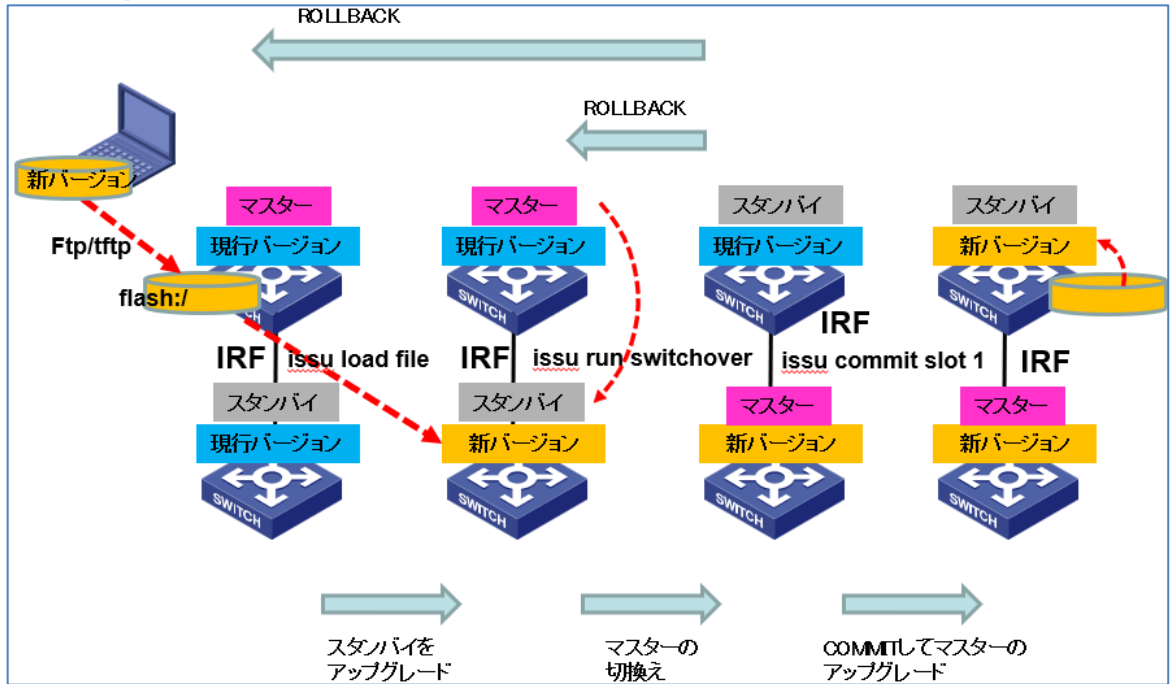 ROLLBACK
ROLLBACK
新バージョン
マスター
マスター
スタンバイ
スタンバイ
Ftp/tftp
現行バージョン
現行バージョン
現行バージョン
新バージョン
flash:/
SWITCH
SWITCH
SWITCH
SWITCH
IRF
issu load file
IRF
issu run switchover
IRF
issu commit slot 1
IRF
スタンバイ
スタンバイ
マスター
マスター
現行バージョン
新バージョン
新バージョン
新バージョン
SWITCH
SWITCH
SWITCH
SWITCH
スタンバイを
アップグレード
マスターの
切換え
COMMITしてマスターの
アップグレード